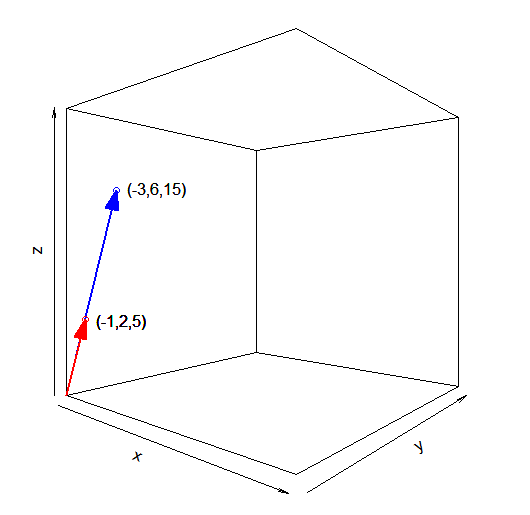 (-3,6,15)
z
(-1,2,5)
x
y